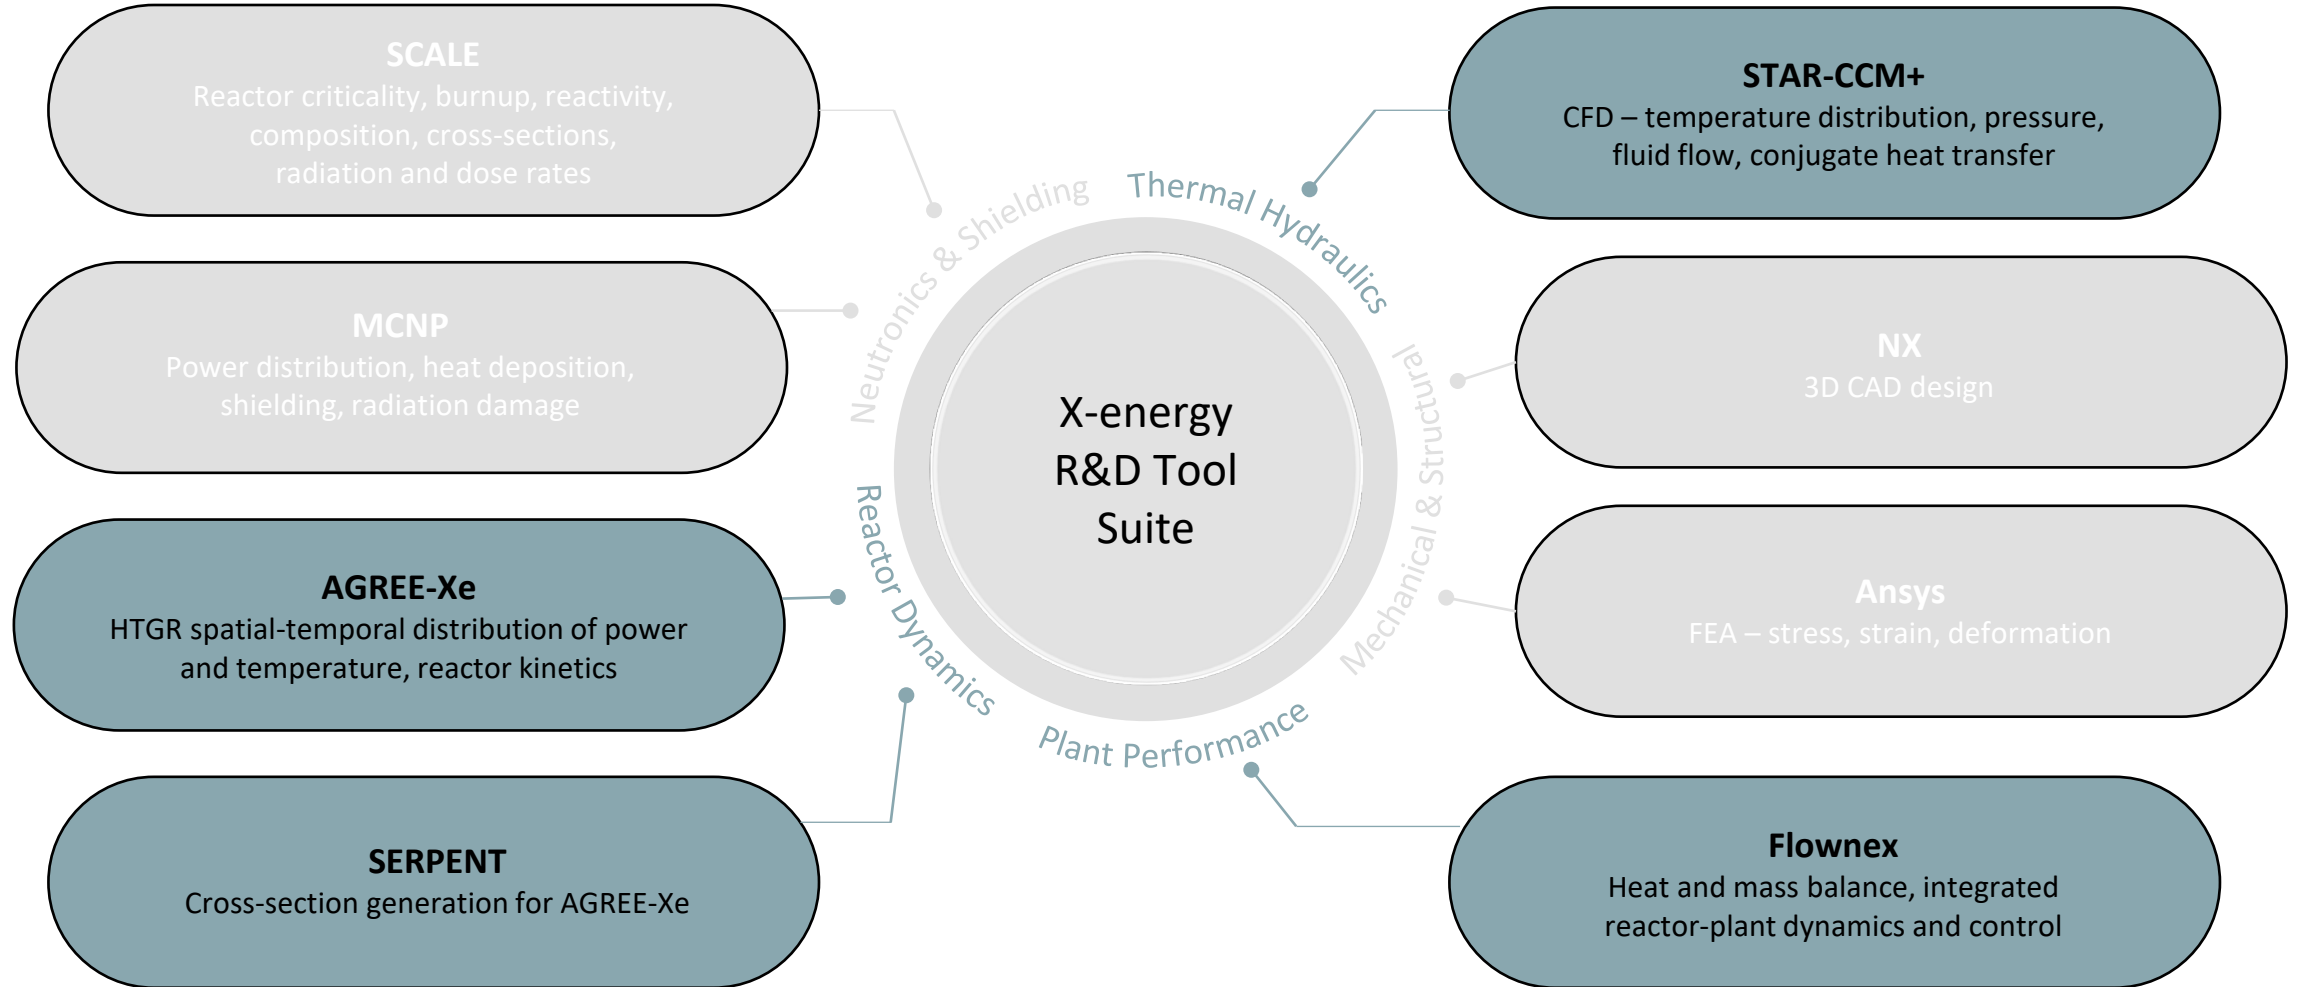 SCALE
Reactor criticality, burnup, reactivity,
composition, cross-sections,
radiation and dose rates
MCNP
Power distribution, heat deposition,
shielding, radiation damage
AGREE-Xe
HTGR spatial-temporal distribution of power
and temperature, reactor kinetics
SERPENT
Cross-section generation for AGREE-Xe
Neutronics & Shielding
Thermal Hydraulics
Mechanical & Structural
Reactor Dynamics
Plant Performance
X-energy
R&D Tool
Suite
STAR-CCM+
CFD – temperature distribution, pressure,
fluid flow, conjugate heat transfer
NX
3D CAD design
Ansys
FEA – stress, strain, deformation
Flownex
Heat and mass balance, integrated
reactor-plant dynamics and control